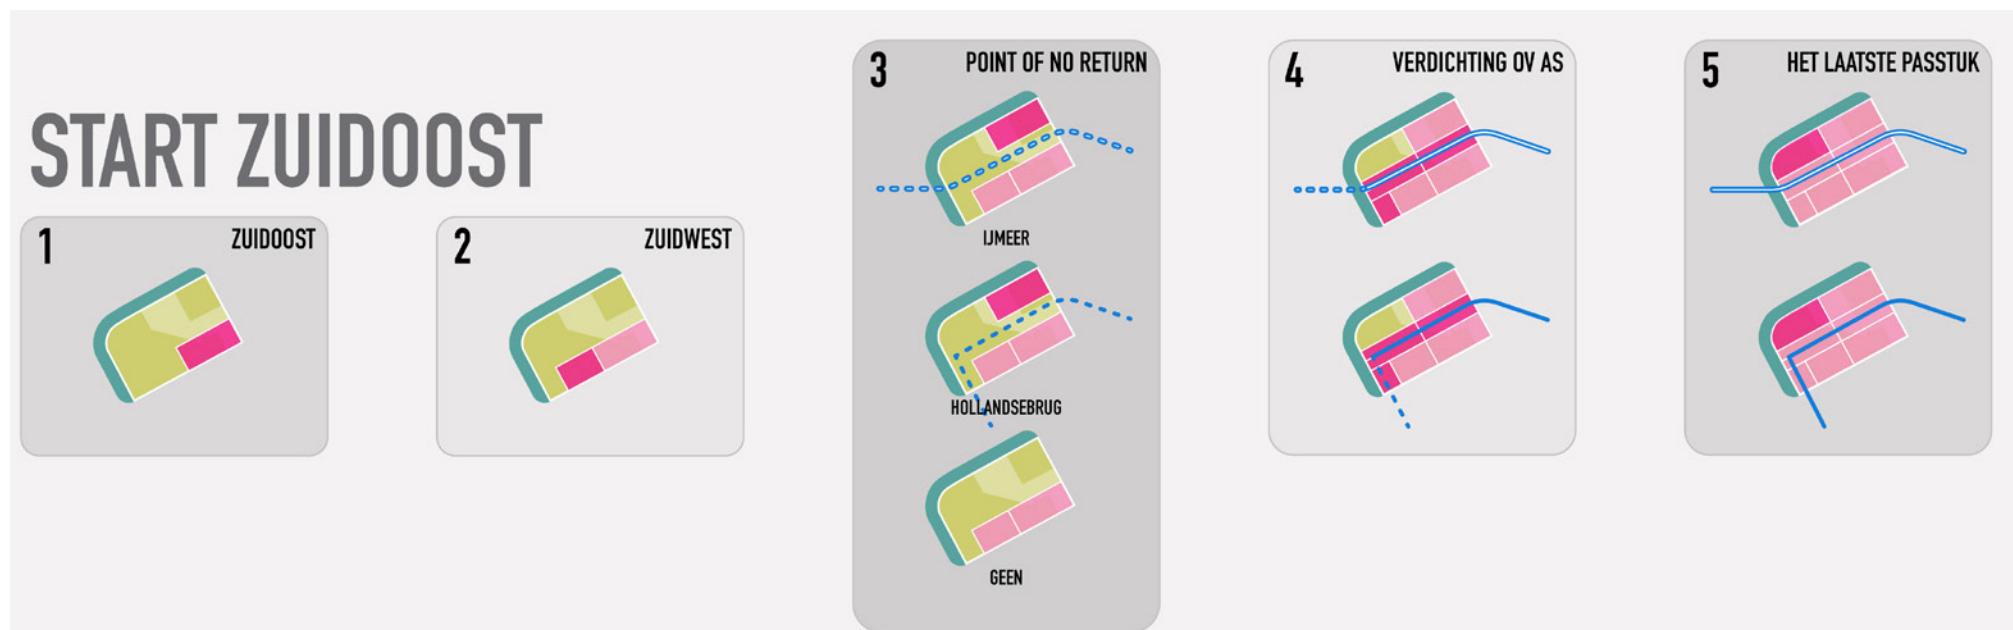 START ZUIDOOST
1 ZUIDOOST
2 ZUIDWEST
3 POINT OF NO RETURN
IJMEER
HOLLANDSEBRUG
GEEN
4 VERDICHTING OV AS
5 HET LAATSTE PASSTUK